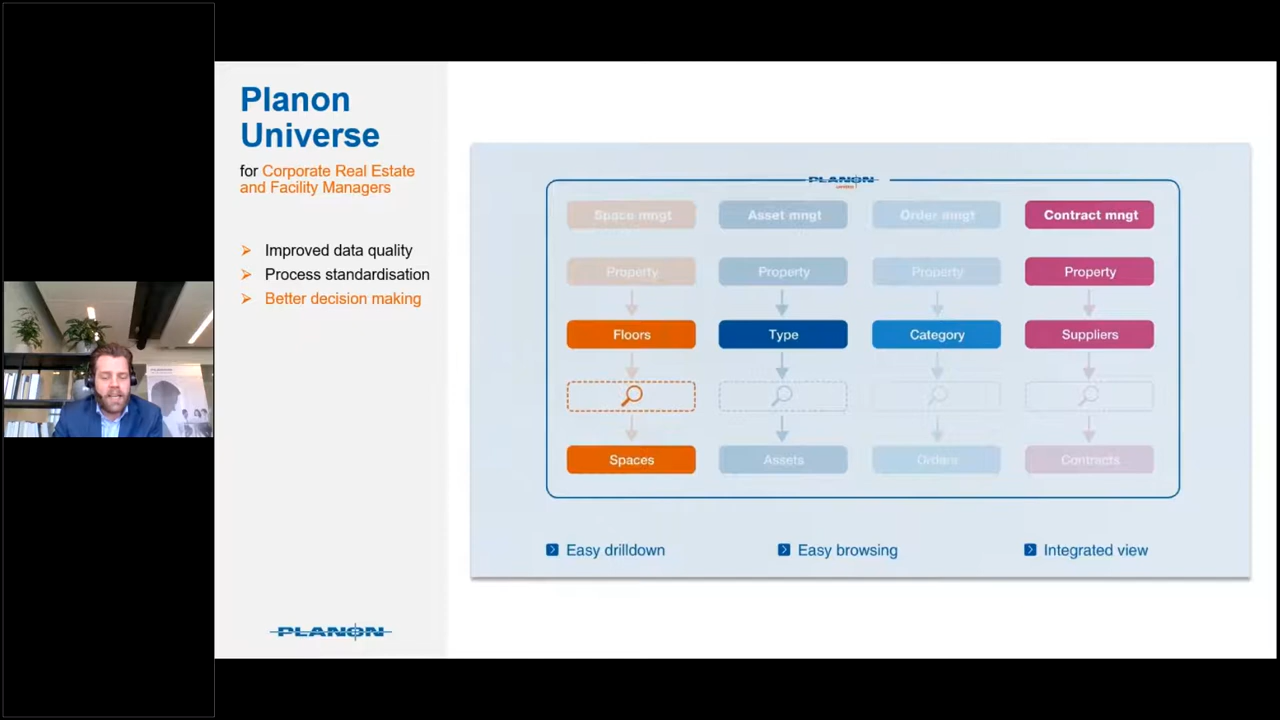 Planon
Universe
for Corporate Real Estate
and Facility Managers
Improved data quality
Process standardisation
Better decision making
PLANON
PLANON
Space mngt Asset mngt Order mngt Contract mngt
Property Property Property Property
Floors Type Category Suppliers
Spaces Assets Orders Contracts
Easy drilldown Easy browsing Integrated view